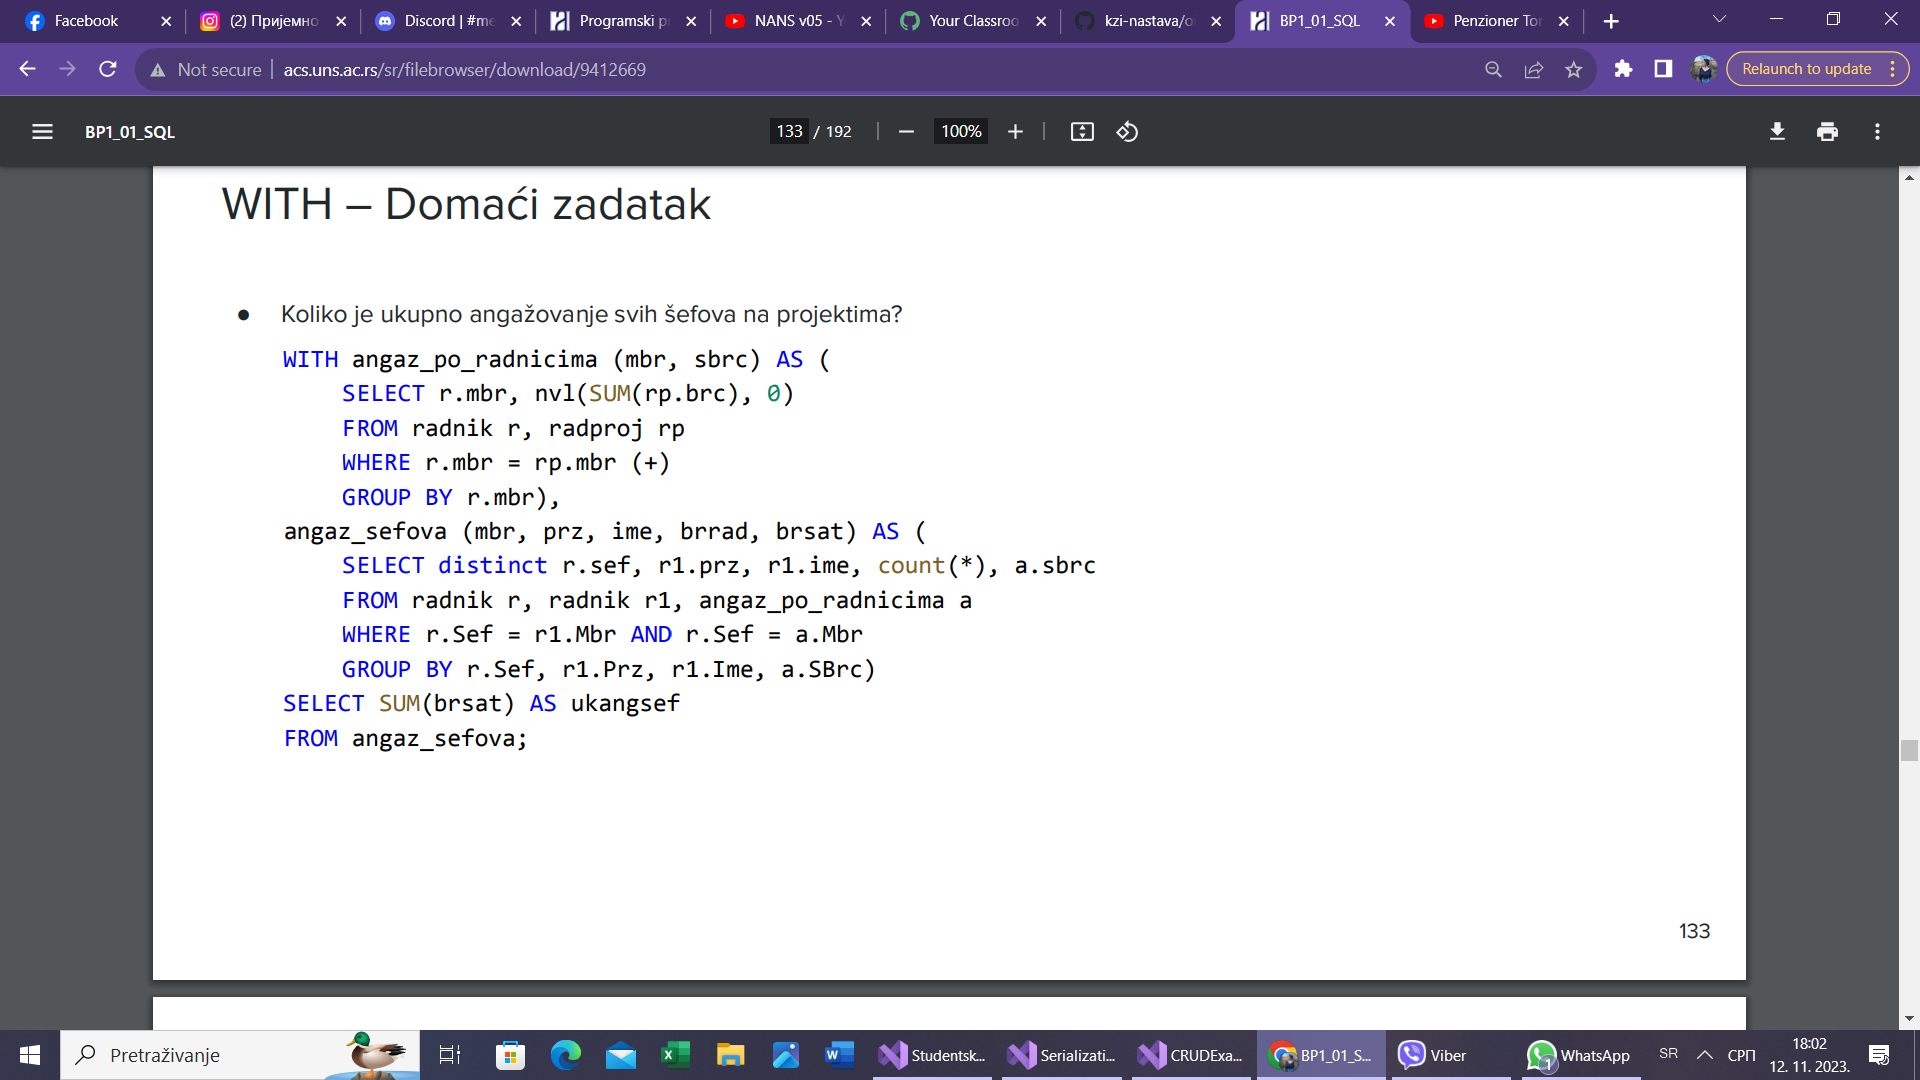 Facebook
(2) Пријемно
Discord | #me
Programski p
NANS v05 - Y
Your Classroo
kzi-nastava/o
BP1_01_SQL
Penzioner To
Not secure
acs.uns.ac.rs/sr/filebrowser/download/9412669
Relaunch to update
BP1_01_SQL
133 / 192
100%
WITH – Domaći zadatak
● Koliko je ukupno angažovanje svih šefova na projektima?
WITH angaz_po_radnicima (mbr, sbrc) AS (
SELECT r.mbr, nvl(SUM(rp.brc), 0)
FROM radnik r, radproj rp
WHERE r.mbr = rp.mbr (+)
GROUP BY r.mbr),
angaz_sefova (mbr, prz, ime, brrad, brsat) AS (
SELECT distinct r.sef, r1.prz, r1.ime, count(*), a.sbrc
FROM radnik r, radnik r1, angaz_po_radnicima a
WHERE r.Sef = r1.Mbr AND r.Sef = a.Mbr
GROUP BY r.Sef, r1.Prz, r1.Ime, a.SBrc)
SELECT SUM(brsat) AS ukangsef
FROM angaz_sefova;
133
Pretraživanje
Studentsk...
Serializati...
CRUDExa...
BP1_01_S...
Viber
1
WhatsApp
SR
СРП
18:02
12. 11. 2023.